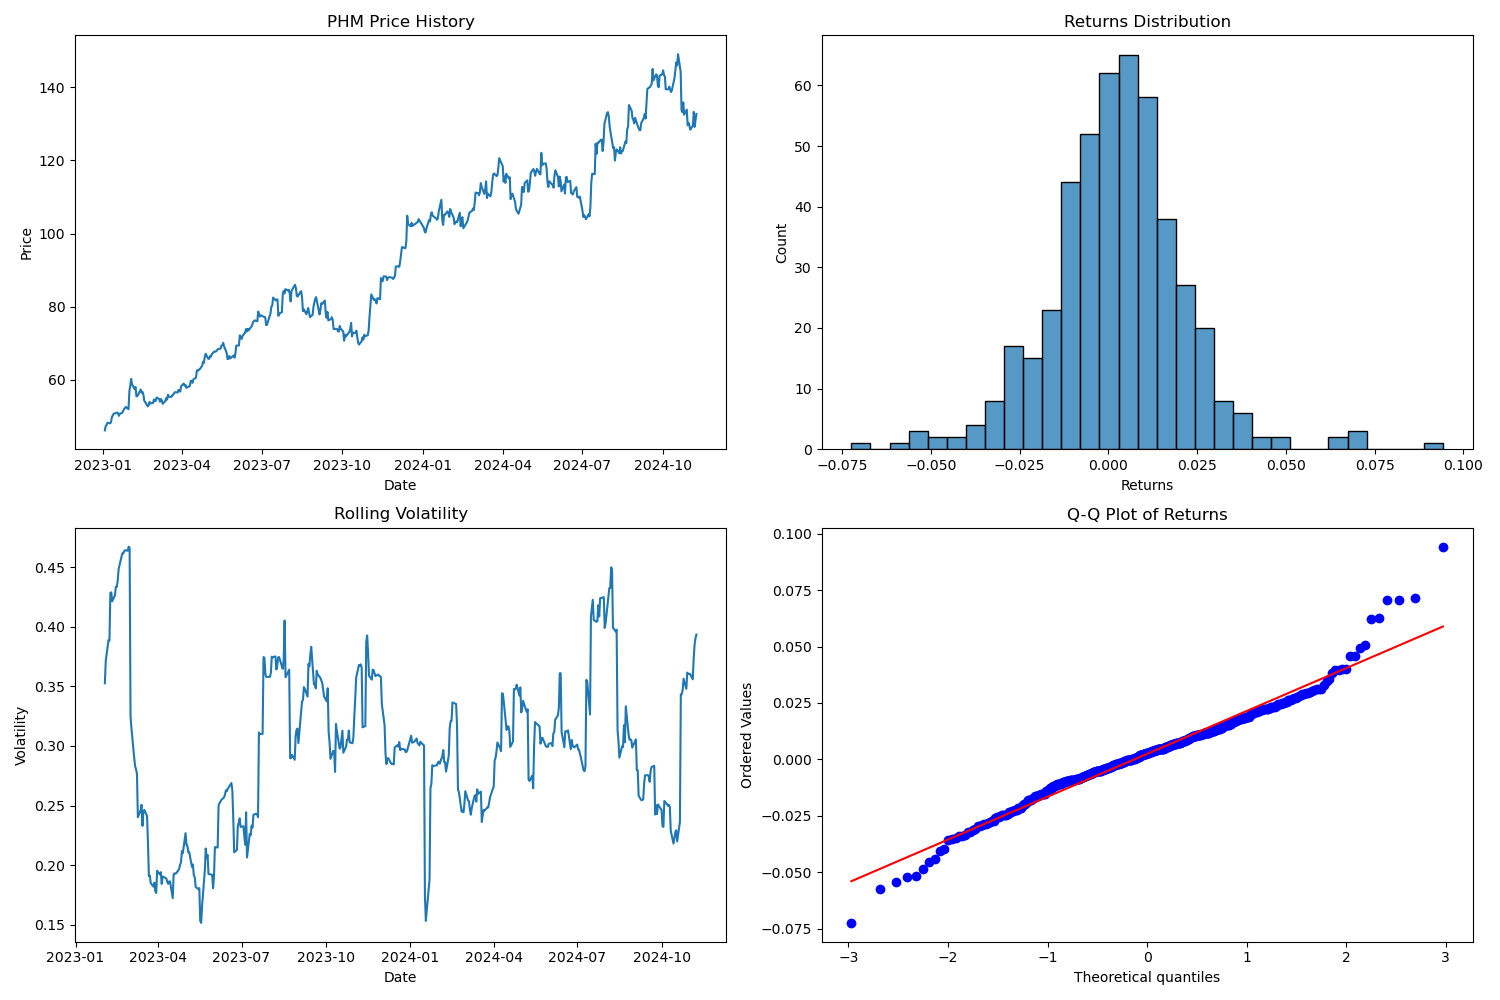 PHM Price History
Price
140
120
100
80
60
2023-01 2023-04 2023-07 2023-10 2024-01 2024-04 2024-07 2024-10
Date
Returns Distribution
Count
60
50
40
30
20
10
0
−0.075 −0.050 −0.025 0.000 0.025 0.050 0.075 0.100
Returns
Rolling Volatility
Volatility
0.45
0.40
0.35
0.30
0.25
0.20
0.15
2023-01 2023-04 2023-07 2023-10 2024-01 2024-04 2024-07 2024-10
Date
Q-Q Plot of Returns
Ordered Values
0.100
0.075
0.050
0.025
0.000
−0.025
−0.050
−0.075
−3 −2 −1 0 1 2 3
Theoretical quantiles